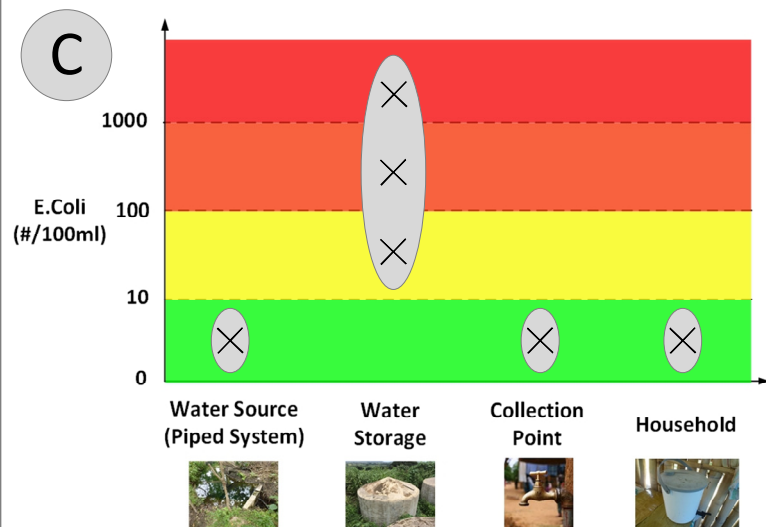 C
1000
E.Coli
(#/100ml)
100
10
0
Water Source
(Piped System)
Water
Storage
Collection
Point
Household